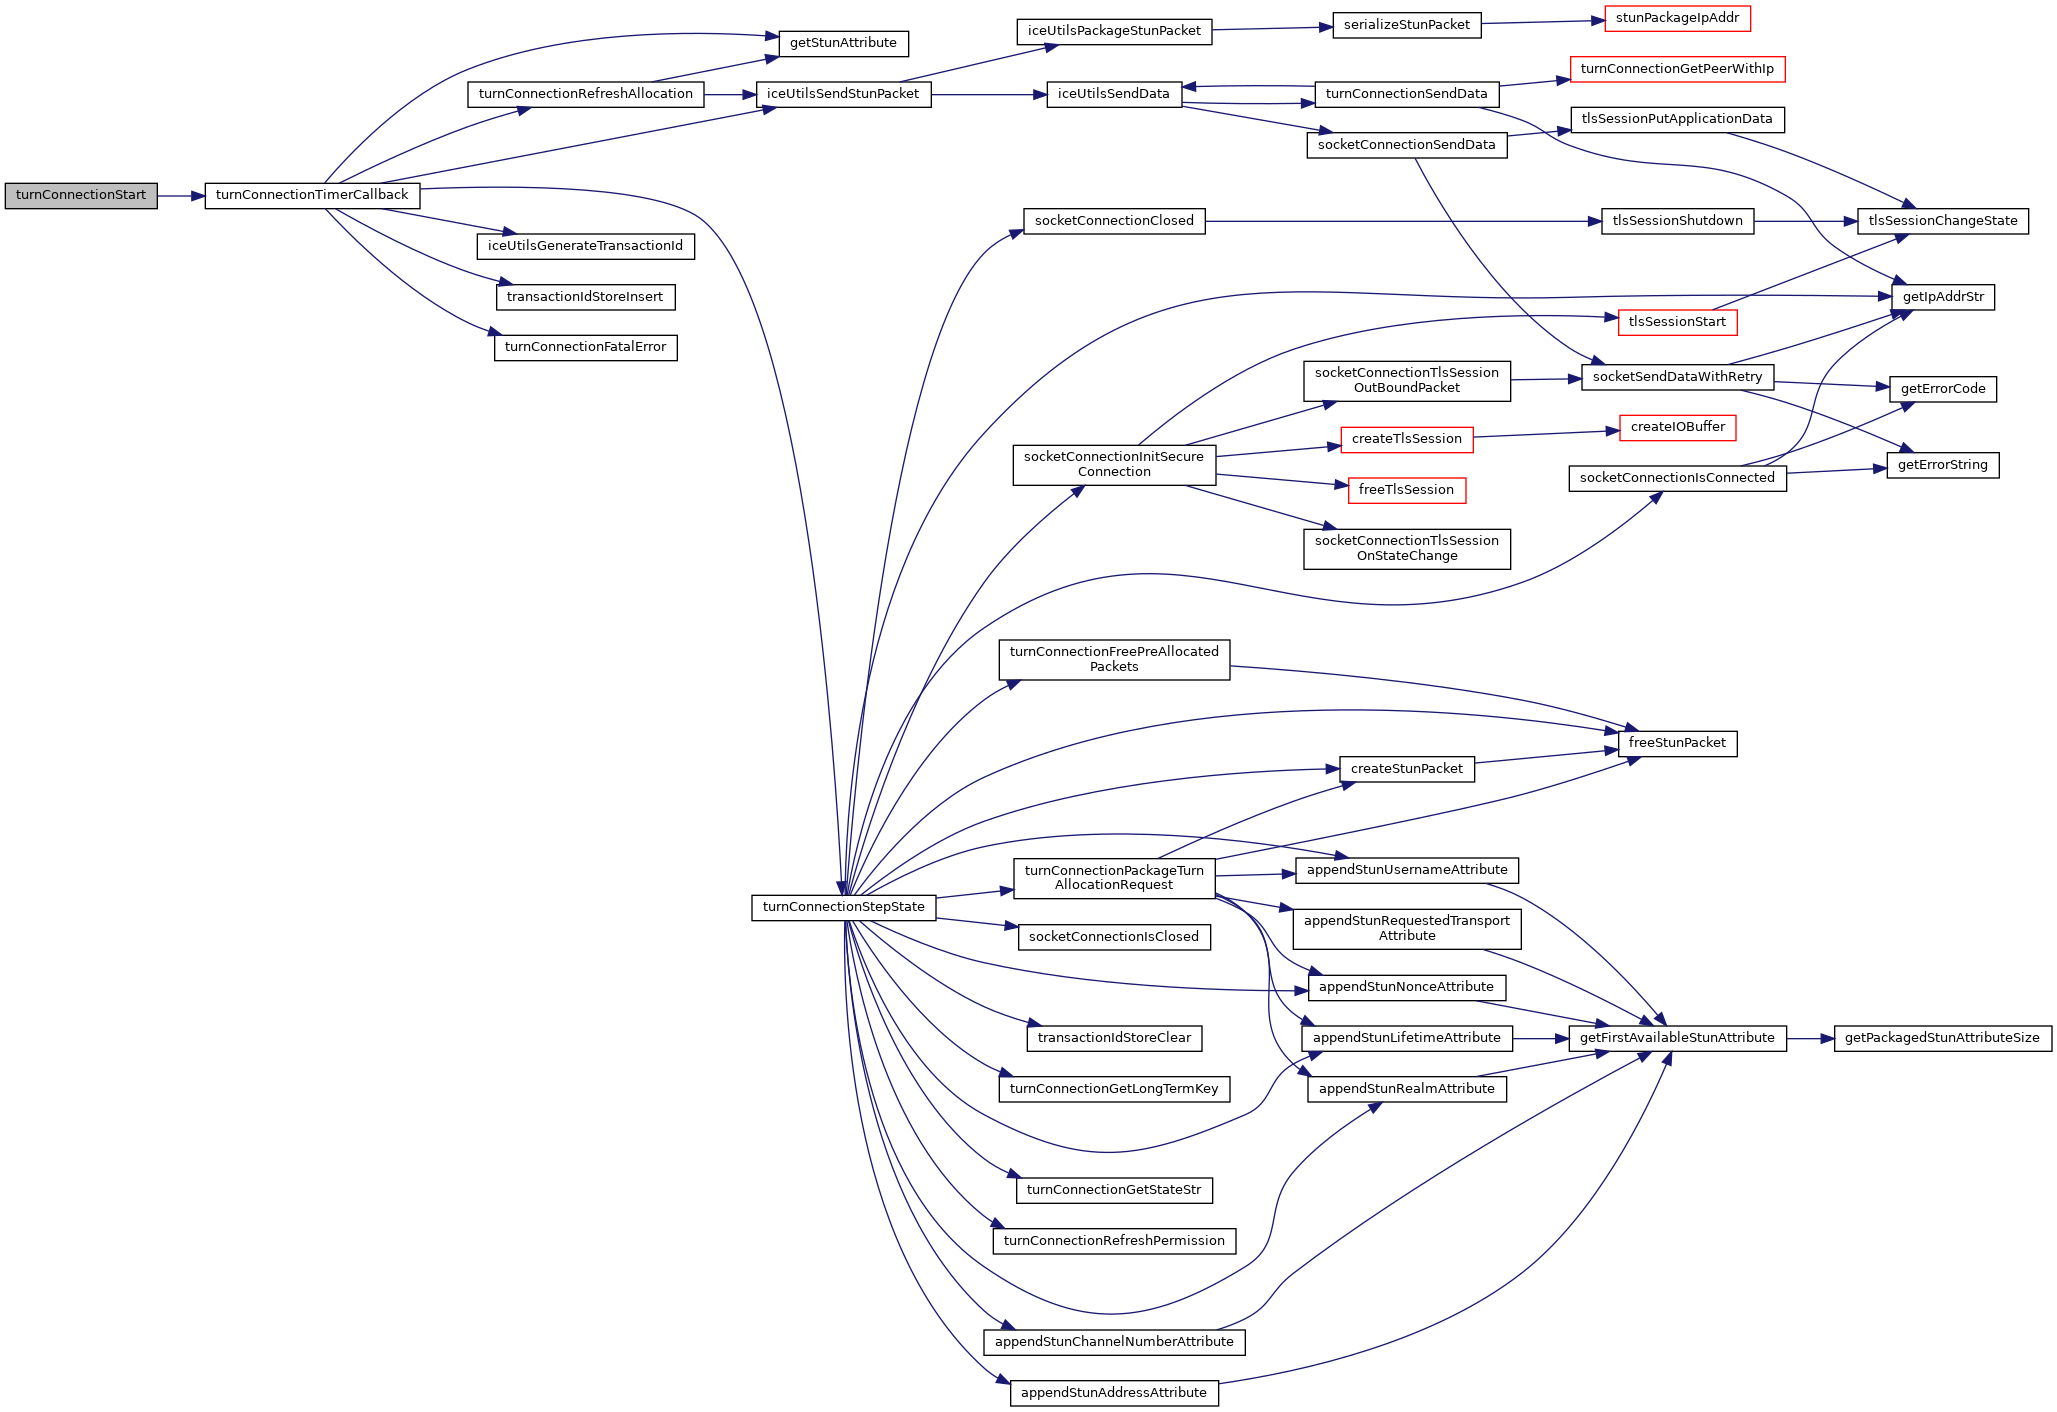 turnConnectionStart
turnConnectionTimerCallback
getStunAttribute
turnConnectionRefreshAllocation
iceUtilsSendStunPacket
iceUtilsGenerateTransactionId
transactionIdStoreInsert
turnConnectionFatalError
turnConnectionStepState
iceUtilsPackageStunPacket
iceUtilsSendData
serializeStunPacket
stunPackageIpAddr
turnConnectionSendData
turnConnectionGetPeerWithIp
socketConnectionSendData
tlsSessionPutApplicationData
socketConnectionClosed
tlsSessionShutdown
tlsSessionChangeState
getIpAddrStr
tlsSessionStart
socketConnectionTlsSession
OutBoundPacket
socketSendDataWithRetry
getErrorCode
createTlsSession
createIOBuffer
socketConnectionInitSecure
Connection
getErrorString
socketConnectionIsConnected
freeTlsSession
socketConnectionTlsSession
OnStateChange
turnConnectionFreePreAllocated
Packets
freeStunPacket
createStunPacket
turnConnectionPackageTurn
AllocationRequest
appendStunUsernameAttribute
appendStunRequestedTransport
Attribute
socketConnectionIsClosed
appendStunNonceAttribute
transactionIdStoreClear
appendStunLifetimeAttribute
getFirstAvailableStunAttribute
getPackagedStunAttributeSize
turnConnectionGetLongTermKey
appendStunRealmAttribute
turnConnectionGetStateStr
turnConnectionRefreshPermission
appendStunChannelNumberAttribute
appendStunAddressAttribute